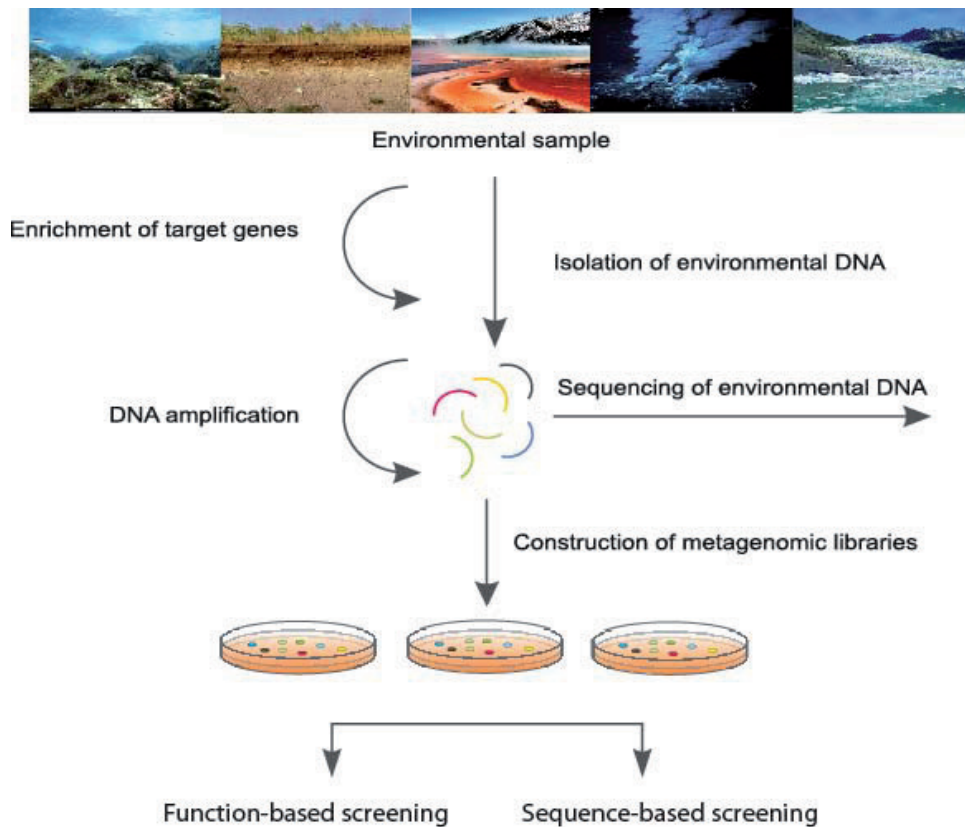 Environmental sample
Enrichment of target genes
Isolation of environmental DNA
Sequencing of environmental DNA
DNA amplification
Construction of metagenomic libraries
Function-based screening
Sequence-based screening